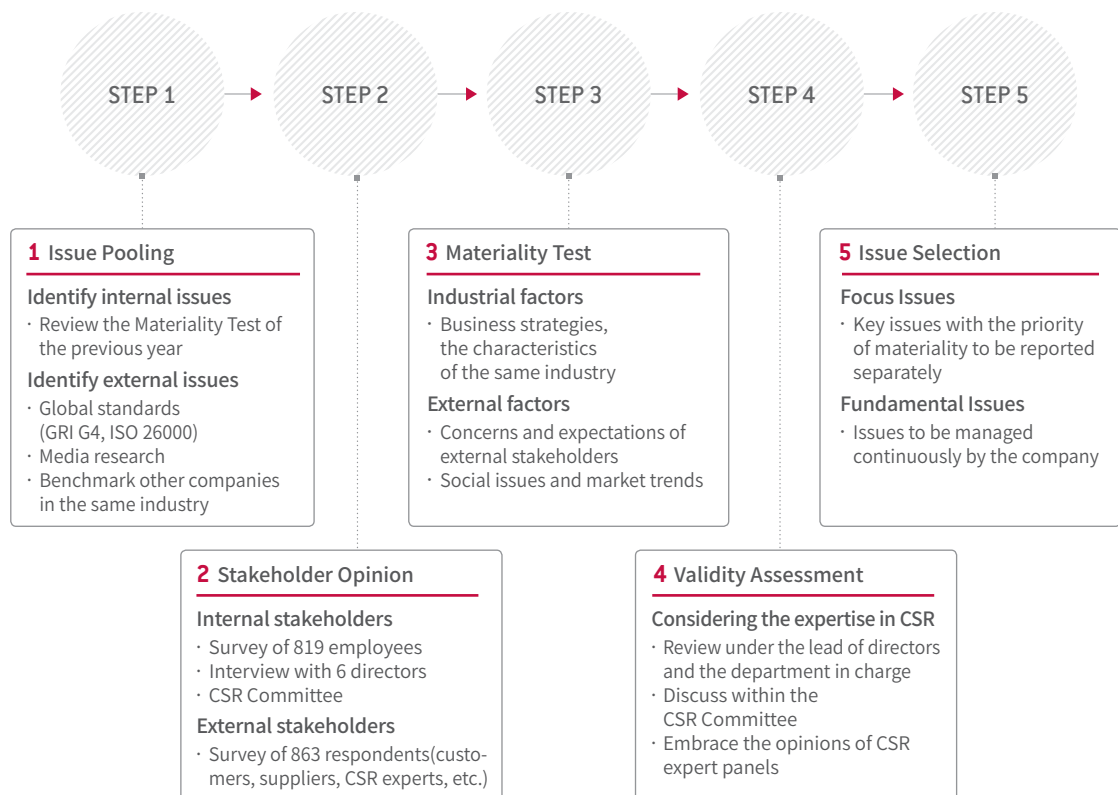 STEP 1
STEP 2
STEP 3
STEP 4
STEP 5
1 Issue Pooling
Identify internal issues
· Review the Materiality Test of
the previous year
Identify external issues
· Global standards
(GRI G4, ISO 26000)
· Media research
· Benchmark other companies
in the same industry
2 Stakeholder Opinion
Internal stakeholders
· Survey of 819 employees
· Interview with 6 directors
· CSR Committee
External stakeholders
· Survey of 863 respondents(custo-
mers, suppliers, CSR experts, etc.)
3 Materiality Test
Industrial factors
· Business strategies,
the characteristics
of the same industry
External factors
· Concerns and expectations of
external stakeholders
· Social issues and market trends
4 Validity Assessment
Considering the expertise in CSR
· Review under the lead of directors
and the department in charge
· Discuss within the
CSR Committee
· Embrace the opinions of CSR
expert panels
5 Issue Selection
Focus Issues
· Key issues with the priority
of materiality to be reported
separately
Fundamental Issues
· Issues to be managed
continuously by the company